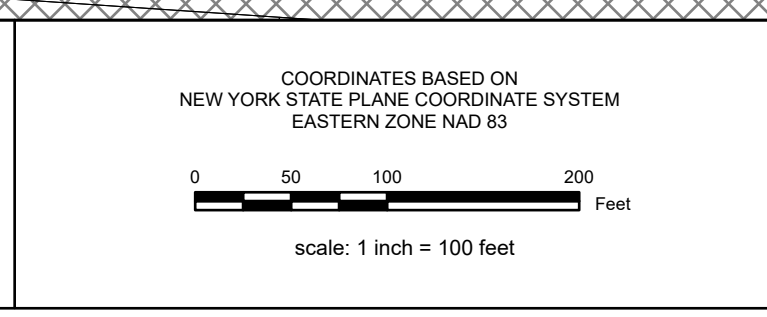 COORDINATES BASED ON
NEW YORK STATE PLANE COORDINATE SYSTEM
EASTERN ZONE NAD 83
0 50 100 200
Feet
scale: 1 inch = 100 feet